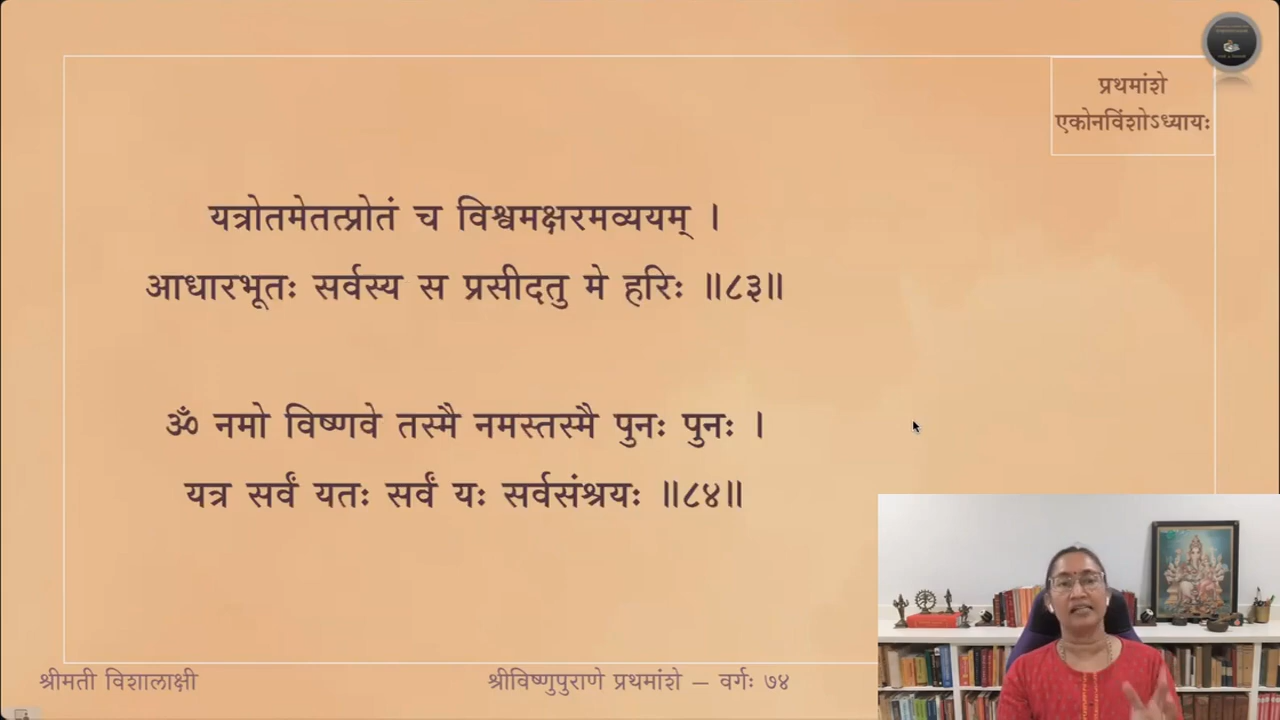 प्रथमांशे
एकोनविंशोऽध्यायः
यत्रोतमेतत्प्रोतं च विश्वमक्षरमव्ययम् ।
आधारभूतः सर्वस्य स प्रसीदतु मे हरिः ॥८३॥
ॐ नमो विष्णवे तस्मै नमस्तस्मै पुनः पुनः ।
यत्र सर्वं यतः सर्वं यः सर्वसंश्रयः ॥८४॥
श्रीमती विशालाक्षी
श्रीविष्णुपुराणे प्रथमांशे – वर्गः ७४